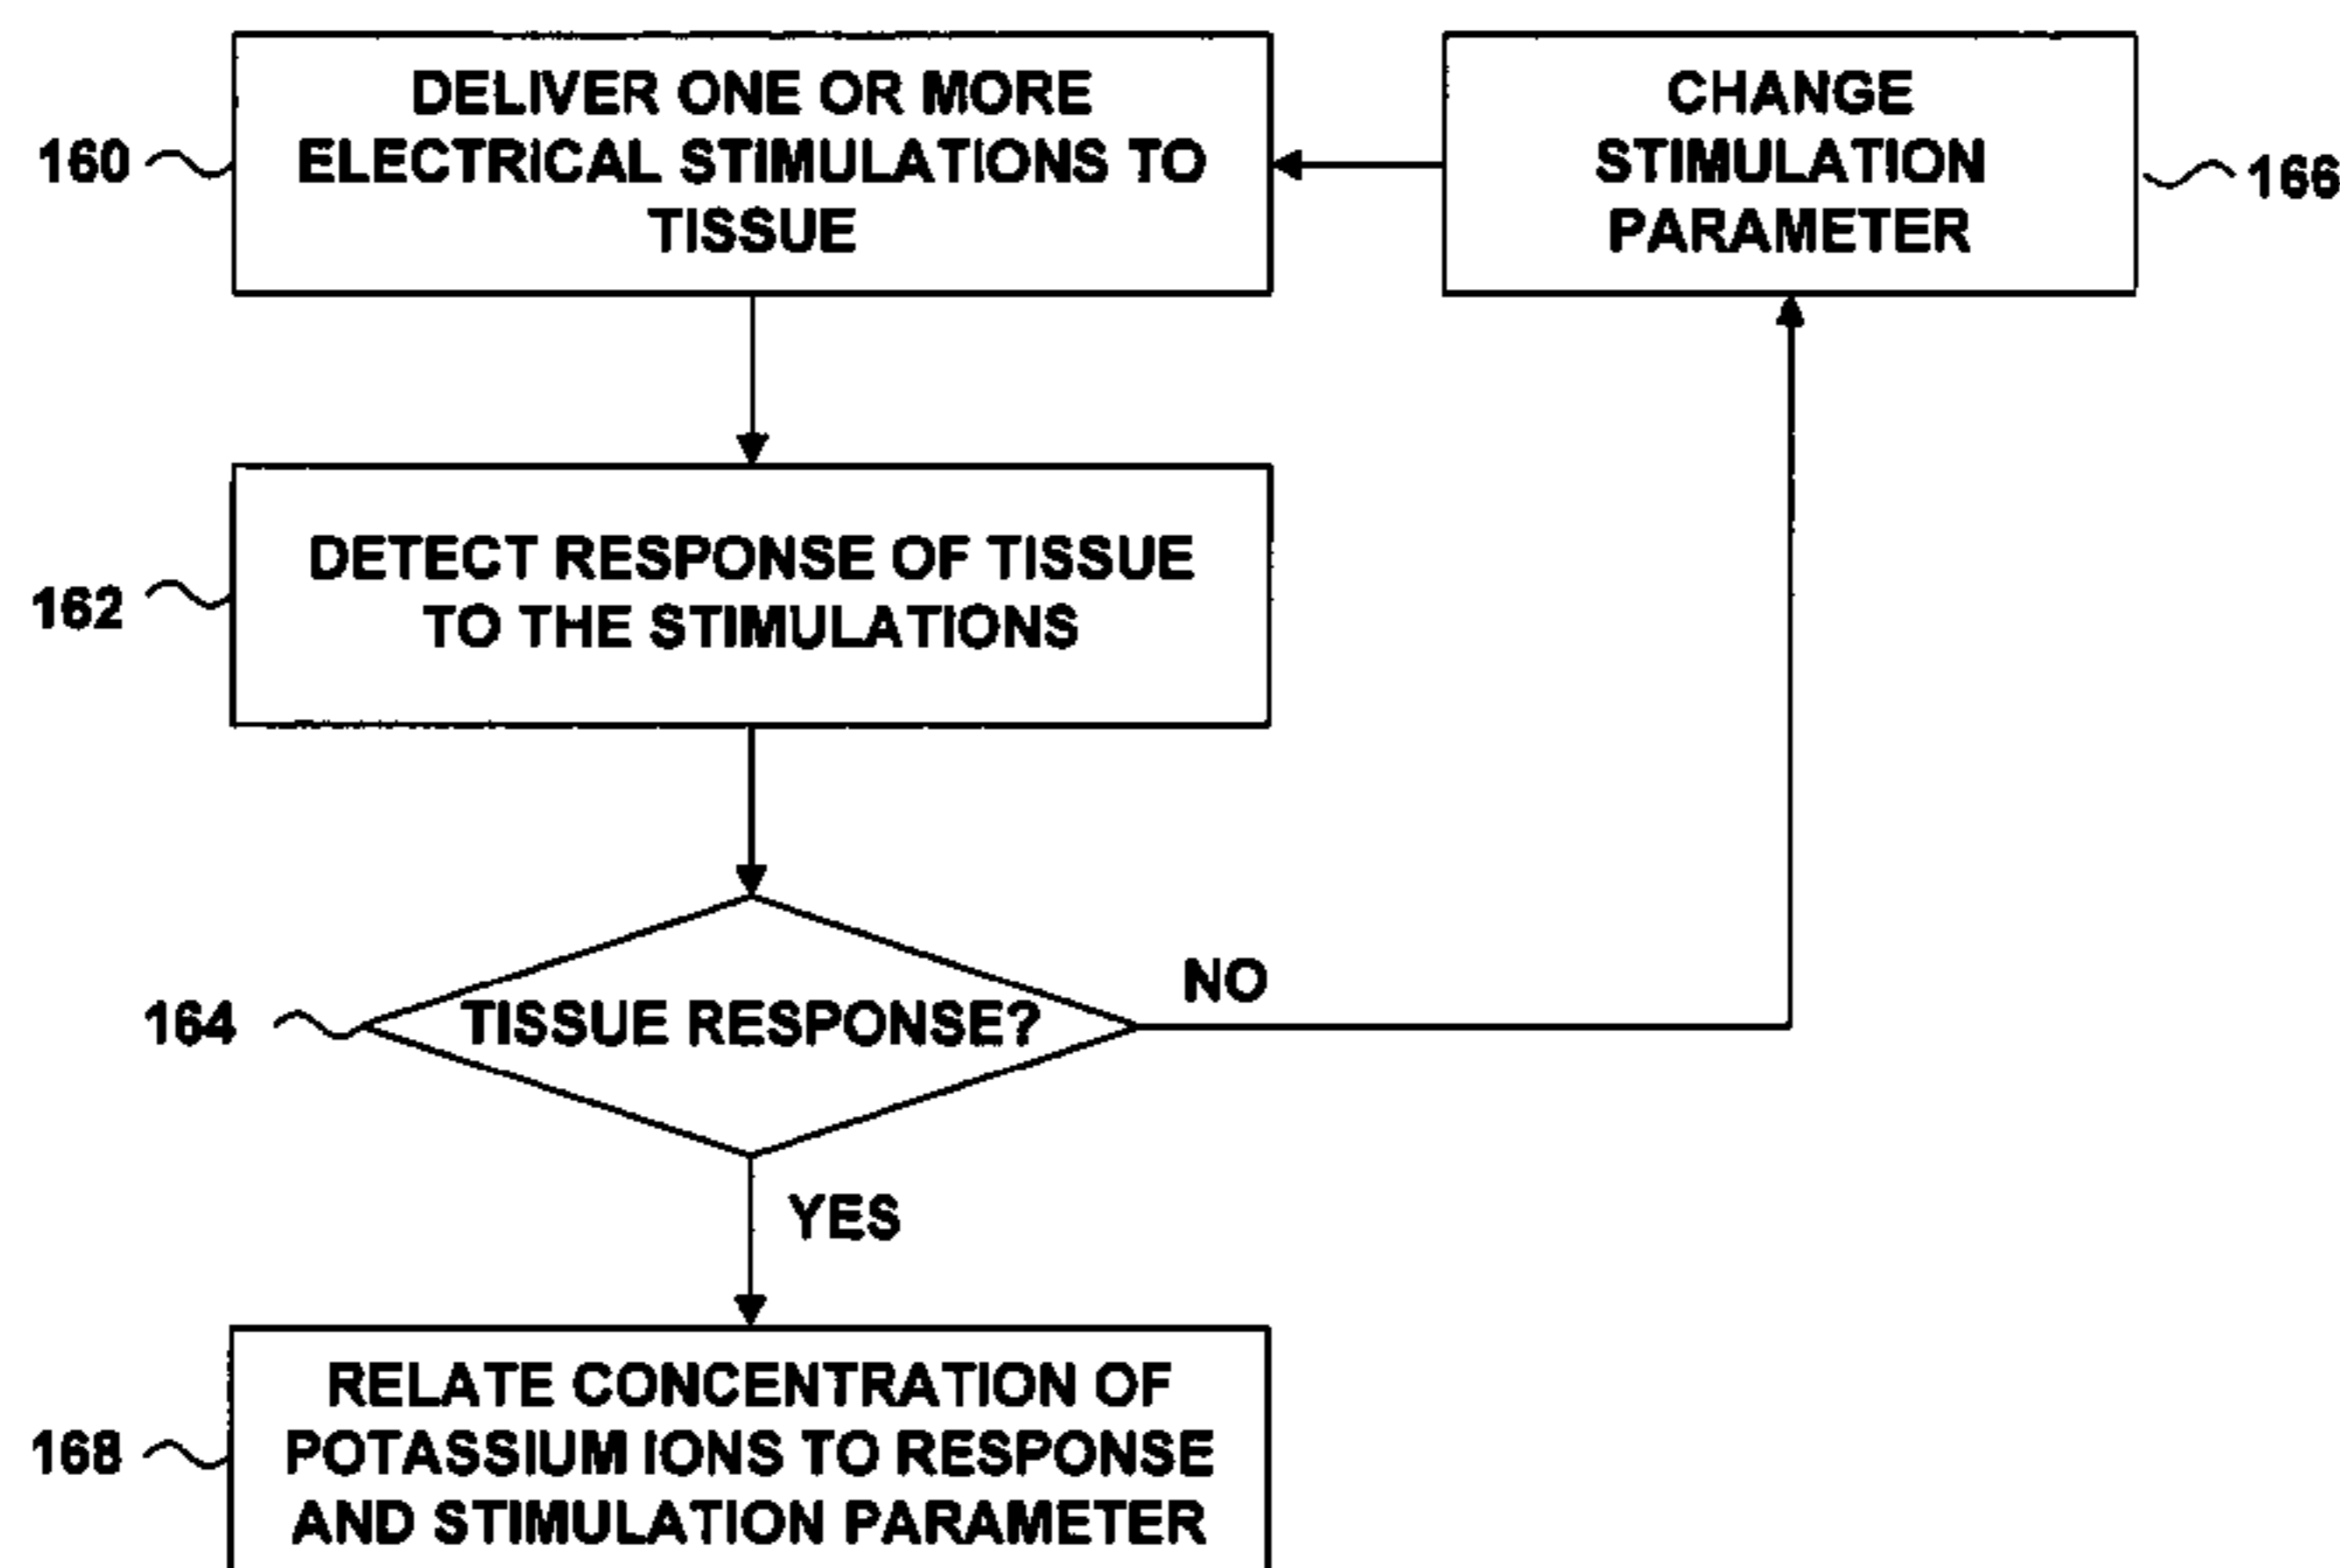 160
DELIVER ONE OR MORE
ELECTRICAL STIMULATIONS TO
TISSUE
CHANGE
STIMULATION
PARAMETER
166
162
DETECT RESPONSE OF TISSUE
TO THE STIMULATIONS
164
TISSUE RESPONSE?
NO
YES
168
RELATE CONCENTRATION OF
POTASSIUM IONS TO RESPONSE
AND STIMULATION PARAMETER